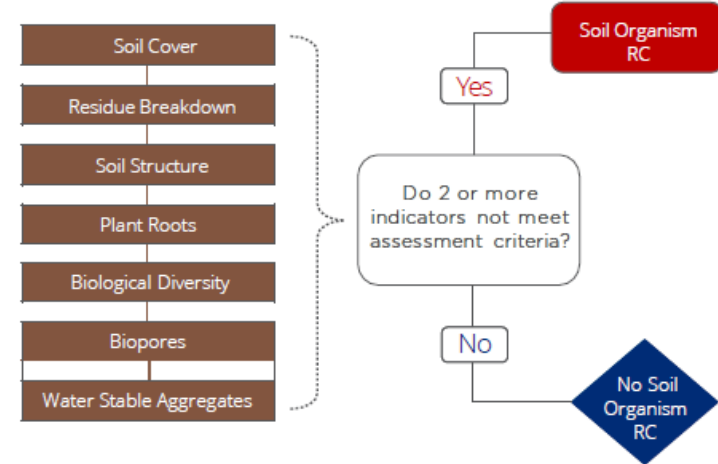 Soil Cover
Residue Breakdown
Soil Structure
Plant Roots
Biological Diversity
Biopores
Water Stable Aggregates
Do 2 or more
indicators not meet
assessment criteria?
Yes
Soil Organism
RC
No
No Soil
Organism
RC